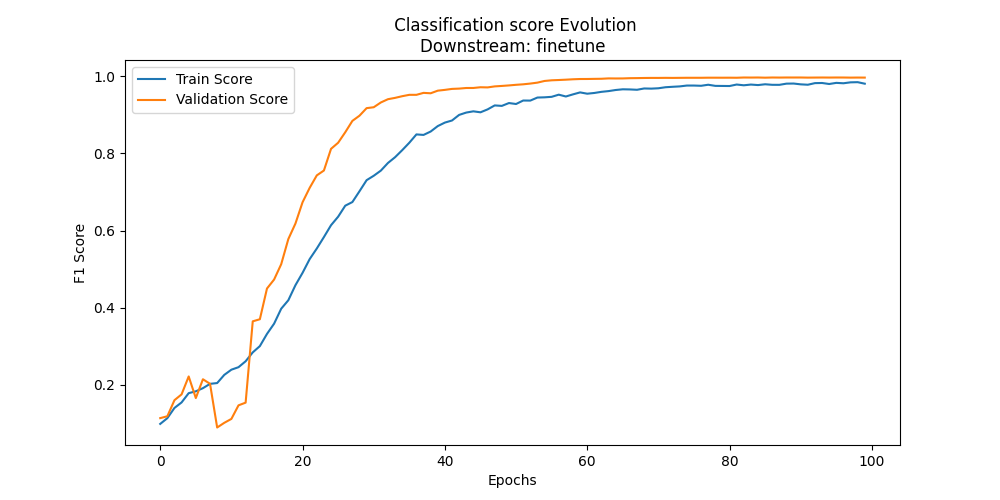 Classification score Evolution
Downstream: finetune
Train Score
Validation Score
F1 Score
1.0
0.8
0.6
0.4
0.2
0 20 40 60 80 100
Epochs